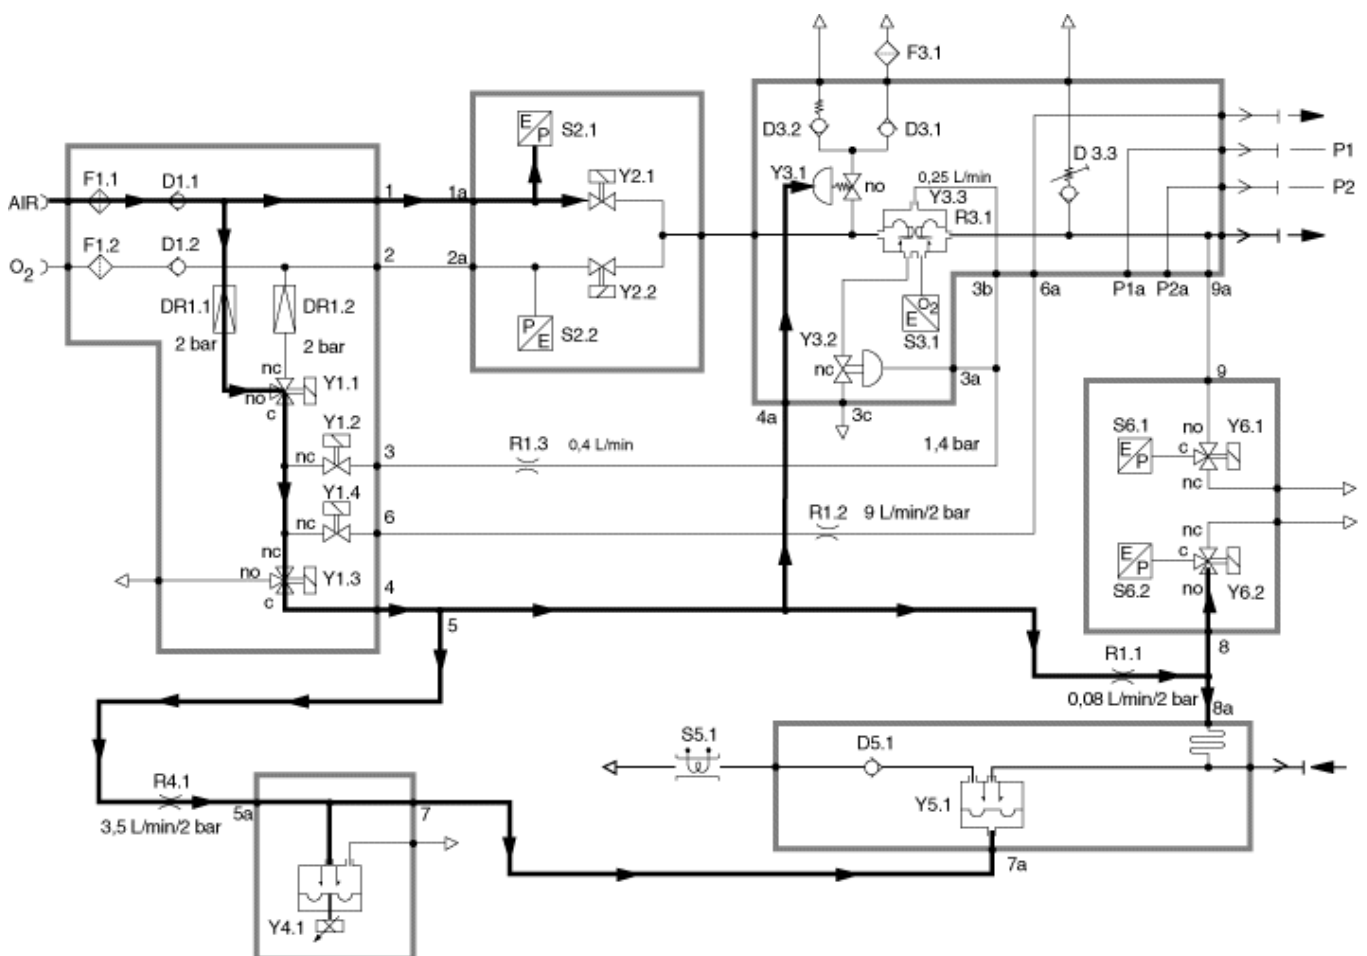 F3.1
D3.2
D3.1
D 3.3
P1
P2
E
P
S2.1
F1.1
D1.1
AIR
1
1a
Y2.1
Y3.1
no
0,25 L/min
Y3.3
R3.1
F1.2
D1.2
O2
2
2a
Y2.2
3b
6a
P1a
P2a
9a
DR1.1
DR1.2
2 bar
2 bar
P
E
S2.2
O2
E
S3.1
Y3.2
nc
3a
4a
3c
nc
Y1.1
no
c
Y1.2
nc
3
R1.3
0,4 L/min
1,4 bar
9
no
S6.1
Y6.1
E
P
c
nc
Y1.4
nc
6
R1.2
9 L/min/2 bar
nc
nc
c
E
P
no
Y1.3
c
4
S6.2
no
Y6.2
5
8
R1.1
0,08 L/min/2 bar
8a
S5.1
D5.1
R4.1
5a
7
3,5 L/min/2 bar
Y5.1
7a
Y4.1